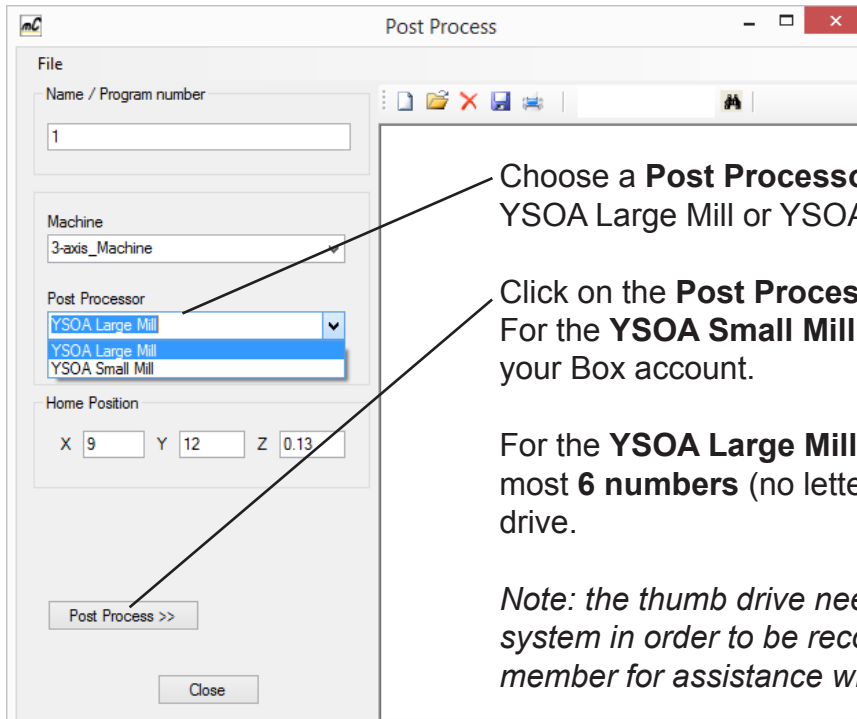 mC
Post Process
File
Name / Program number
1
Machine
3-axis_Machine
Post Processor
YSOA Large Mill
YSOA Large Mill
YSOA Small Mill
Home Position
X 9 Y 12 Z 0.13
Post Process >>
Close
Choose a Post Processo
YSOA Large Mill or YSOA
Click on the Post Proces
For the YSOA Small Mill
your Box account.
For the YSOA Large Mill
most 6 numbers (no lette
drive.
Note: the thumb drive nee
system in order to be reco
member for assistance w